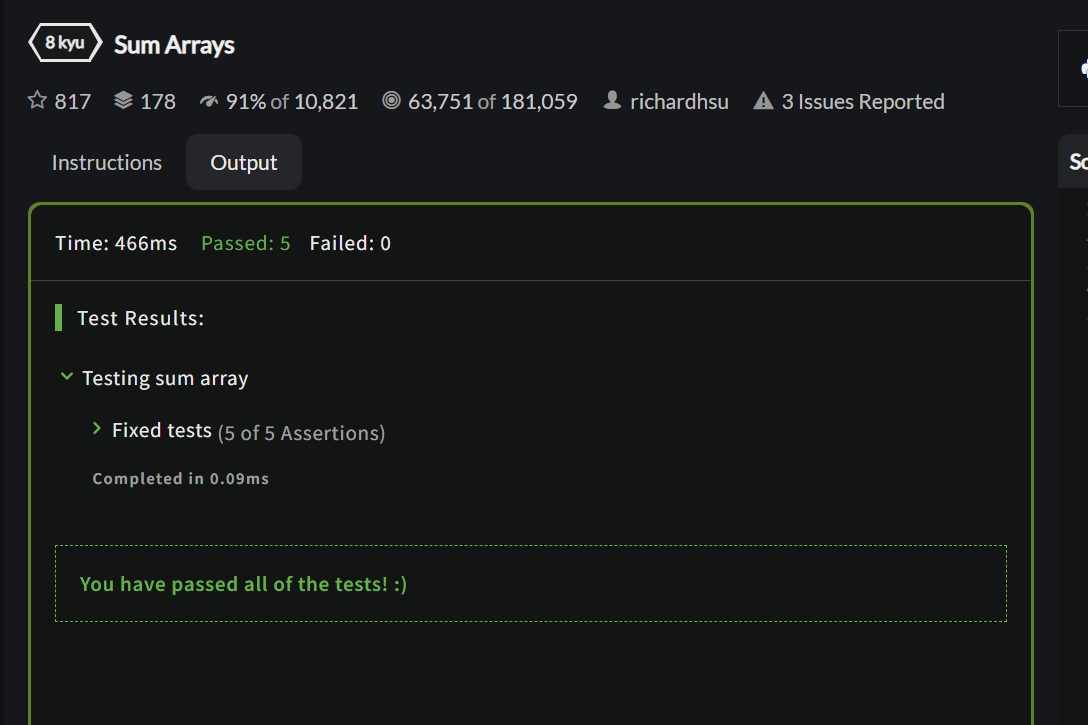 8 kyu Sum Arrays
817 178 91% of 10,821 63,751 of 181,059 richardhsu 3 Issues Reported
Instructions Output
Time: 466ms Passed: 5 Failed: 0
Test Results:
Testing sum array
Fixed tests (5 of 5 Assertions)
Completed in 0.09ms
You have passed all of the tests! :)